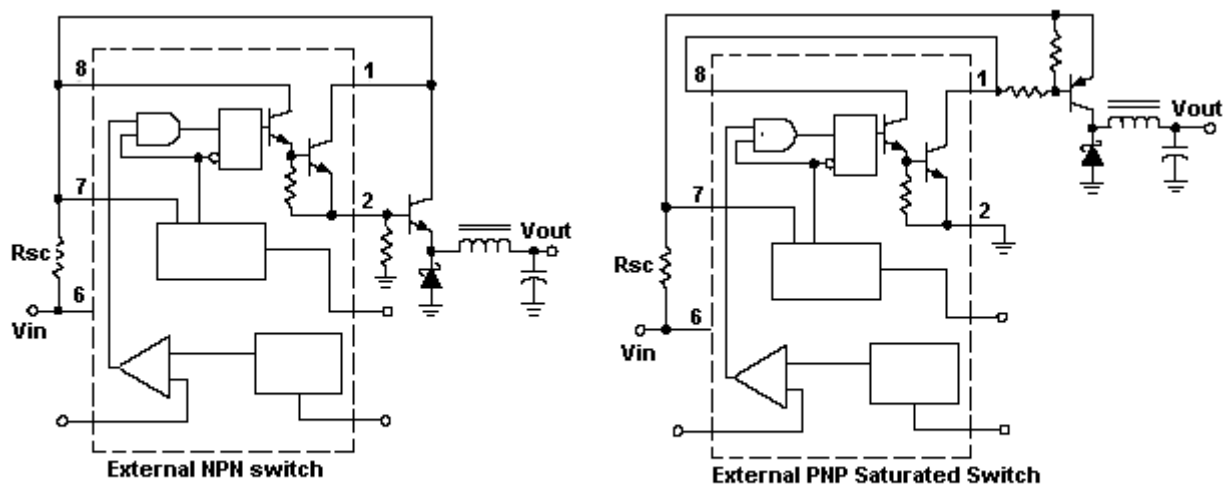 8
1
7
2
Rsc
6
Vin
Vout
External NPN switch
8
1
7
2
Rsc
6
Vin
Vout
External PNP Saturated Switch